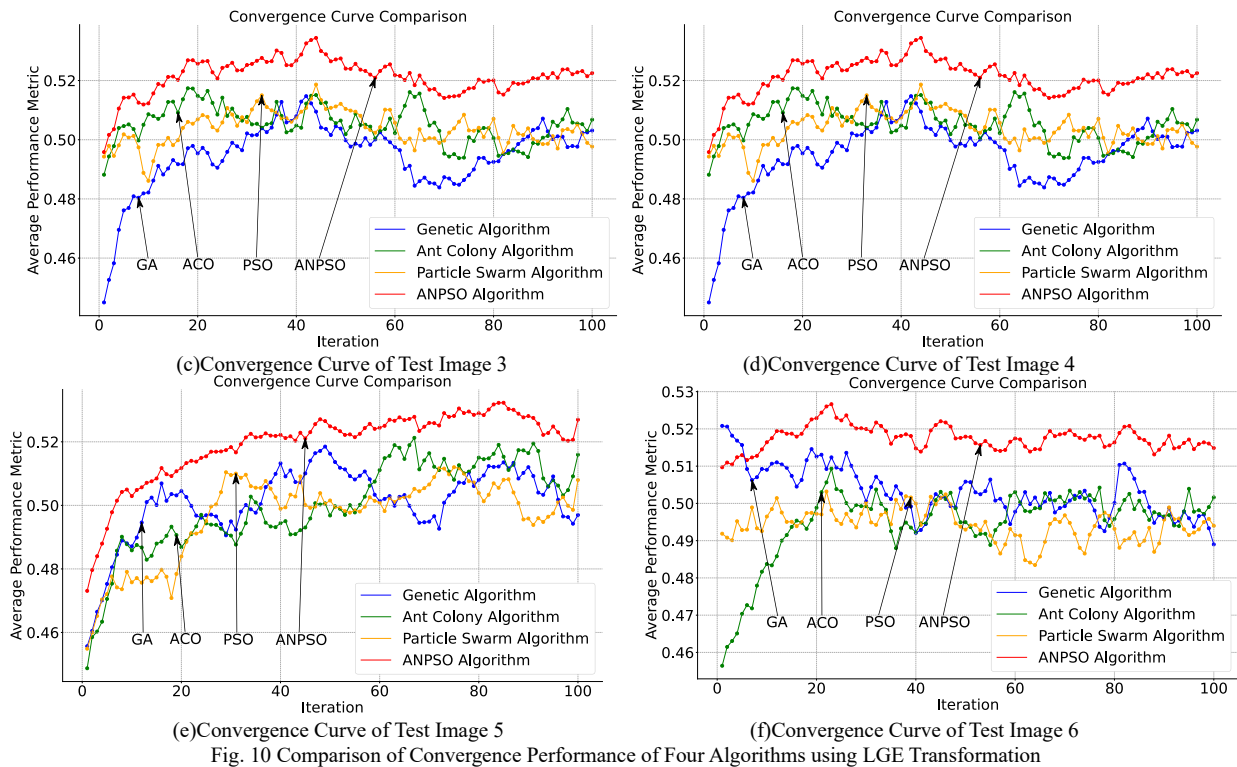 Convergence Curve Comparison
Average Performance Metric
0.52
0.50
0.48
0.46
GA
ACO
PSO
ANPSO
Genetic Algorithm
Ant Colony Algorithm
Particle Swarm Algorithm
ANPSO Algorithm
0 20 40 60 80 100
Iteration
(c)Convergence Curve of Test Image 3
Convergence Curve Comparison
Average Performance Metric
0.52
0.50
0.48
0.46
GA
ACO
PSO
ANPSO
Genetic Algorithm
Ant Colony Algorithm
Particle Swarm Algorithm
ANPSO Algorithm
0 20 40 60 80 100
Iteration
(d)Convergence Curve of Test Image 4
Convergence Curve Comparison
Average Performance Metric
0.52
0.50
0.48
0.46
GA
ACO
PSO
ANPSO
Genetic Algorithm
Ant Colony Algorithm
Particle Swarm Algorithm
ANPSO Algorithm
0 20 40 60 80 100
Iteration
(e)Convergence Curve of Test Image 5
Convergence Curve Comparison
Average Performance Metric
0.53
0.52
0.51
0.50
0.49
0.48
0.47
0.46
GA
ACO
PSO
ANPSO
Genetic Algorithm
Ant Colony Algorithm
Particle Swarm Algorithm
ANPSO Algorithm
0 20 40 60 80 100
Iteration
(f)Convergence Curve of Test Image 6
Fig. 10 Comparison of Convergence Performance of Four Algorithms using LGE Transformation